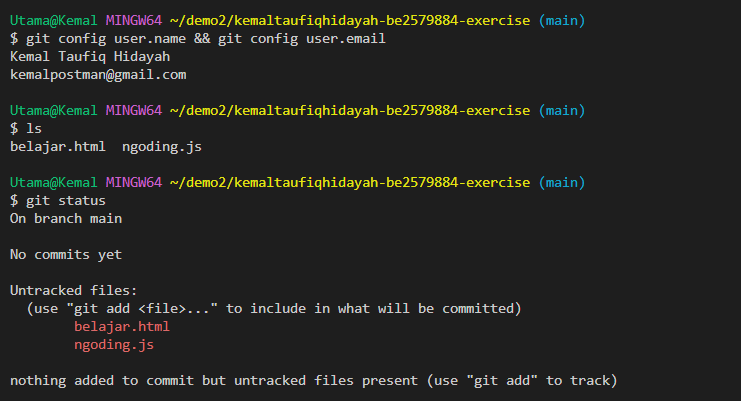 Utama@Kemal MINGW64 ~/demo2/kemaltaufiqhidayah-be2579884-exercise (main)
$ git config user.name && git config user.email
Kemal Taufiq Hidayah
kemalpostman@gmail.com

Utama@Kemal MINGW64 ~/demo2/kemaltaufiqhidayah-be2579884-exercise (main)
$ ls
belajar.html  ngoding.js

Utama@Kemal MINGW64 ~/demo2/kemaltaufiqhidayah-be2579884-exercise (main)
$ git status
On branch main

No commits yet

Untracked files:
  (use "git add <file>..." to include in what will be committed)
        belajar.html
        ngoding.js

nothing added to commit but untracked files present (use "git add" to track)